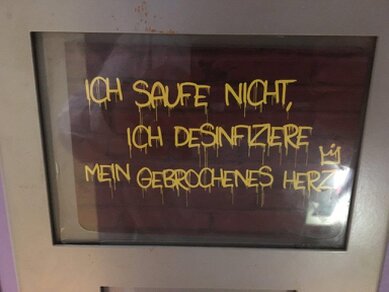 ICH SAUFE NICHT,
ICH DESINFIZIERE
MEIN GEBROCHENES HERZ!